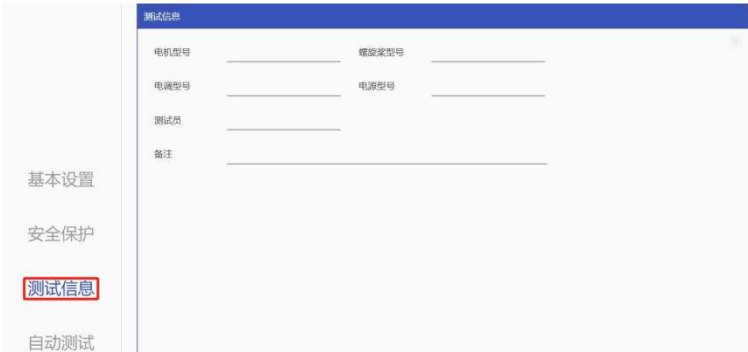 测试信息
电机型号 螺旋桨型号
电调型号 电源型号
测试员
备注
基本设置
安全保护
测试信息
自动测试